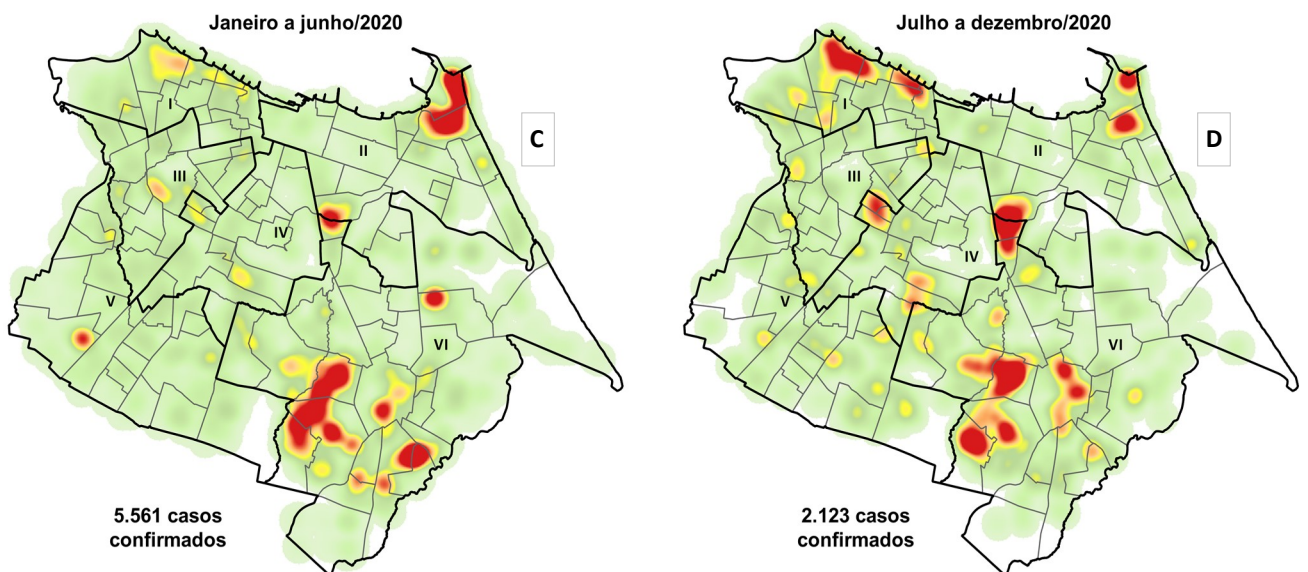 Janeiro a junho/2020
C
I
II
III
IV
V
VI
5.561 casos
confirmados
Julho a dezembro/2020
D
I
II
III
IV
V
VI
2.123 casos
confirmados